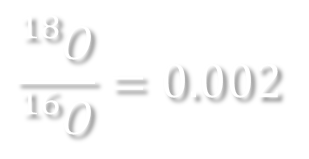 ¹⁸O
¹⁶O = 0.002